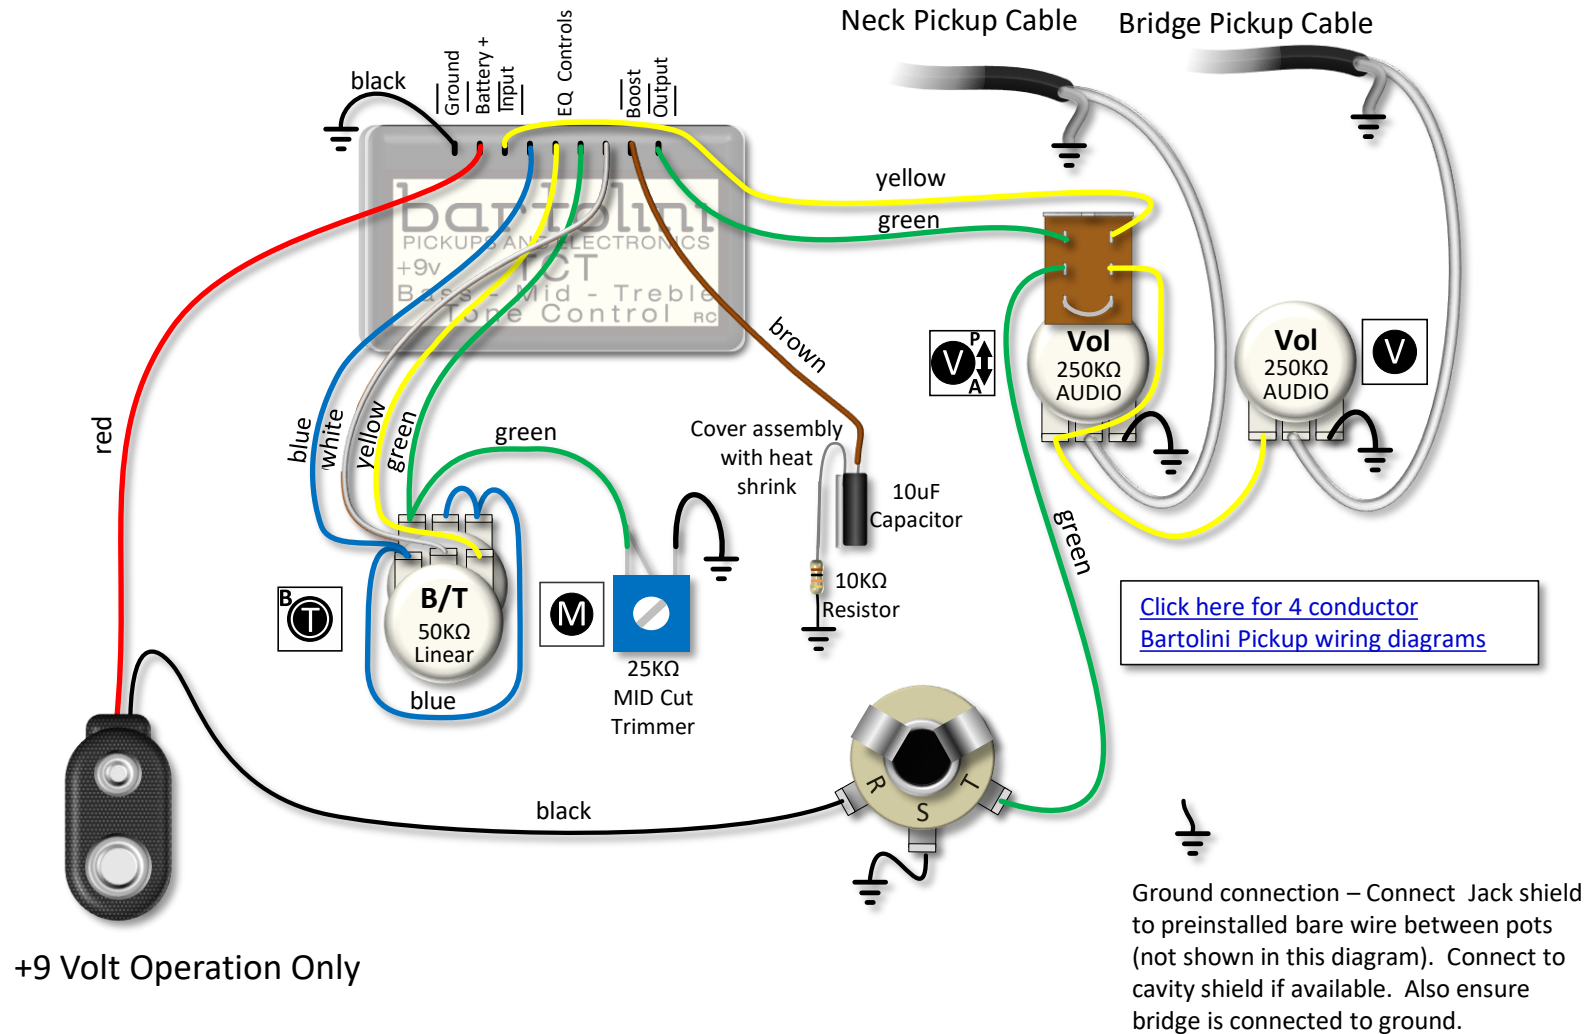 Neck Pickup Cable
Bridge Pickup Cable
Ground
Battery +
Input
EQ Controls
Boost
Output
black
bartolini
PICKUPS AND ELECTRONICS
+9v
TCT
Bass - Mid - Treble
Tone Control RC
yellow
green
brown
red
blue
white
yellow
green
green
Vol
250KΩ
AUDIO
Vol
250KΩ
AUDIO
V
P
A
V
Cover assembly
with heat
shrink
10uF
Capacitor
10KΩ
Resistor
green
B
T
B/T
50KΩ
Linear
blue
M
25KΩ
MID Cut
Trimmer
Click here for 4 conductor
Bartolini Pickup wiring diagrams
black
R
S
T
+9 Volt Operation Only
Ground connection – Connect Jack shield
to preinstalled bare wire between pots
(not shown in this diagram). Connect to
cavity shield if available. Also ensure
bridge is connected to ground.